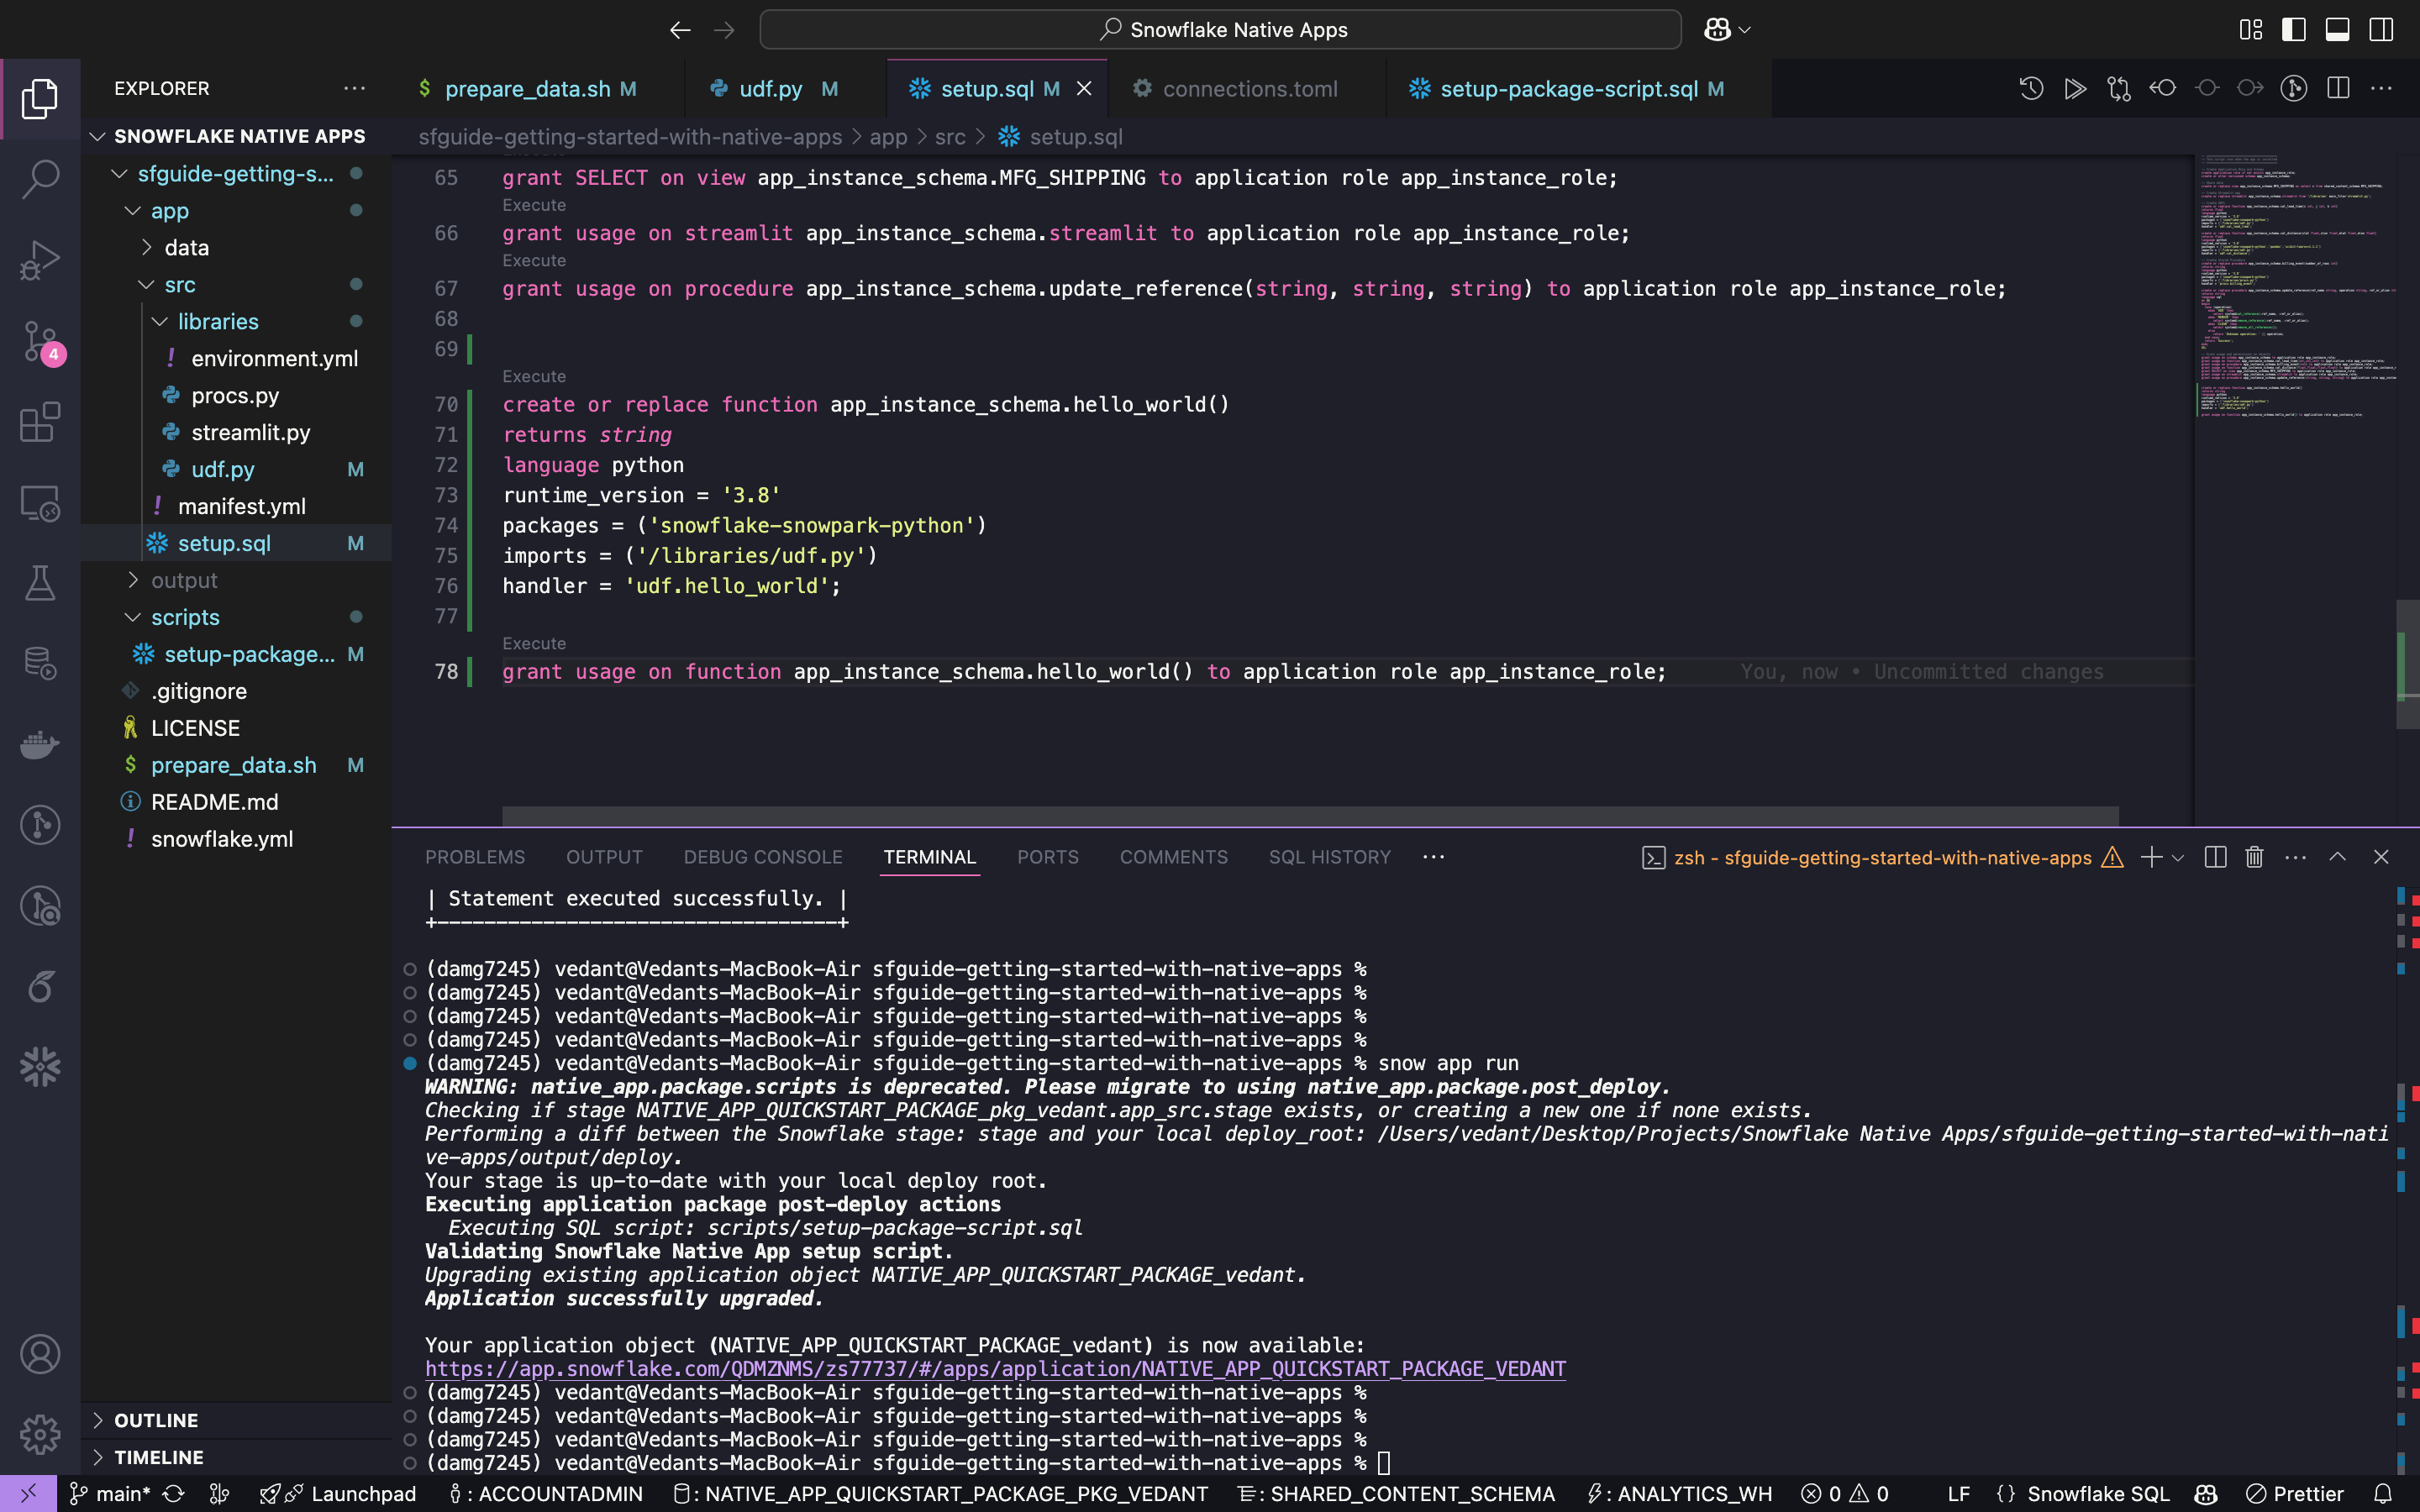 Snowflake Native Apps
EXPLORER
prepare_data.sh M
udf.py M
setup.sql M
connections.toml
setup-package-script.sql M
SNOWFLAKE NATIVE APPS
sfguide-getting-s...
app
data
src
libraries
environment.yml
procs.py
streamlit.py
udf.py M
manifest.yml
setup.sql M
output
scripts
setup-package... M
.gitignore
LICENSE
prepare_data.sh M
README.md
snowflake.yml
OUTLINE
TIMELINE
4
sfguide-getting-started-with-native-apps > app > src > setup.sql
65 grant SELECT on view app_instance_schema.MFG_SHIPPING to application role app_instance_role;
Execute
66 grant usage on streamlit app_instance_schema.streamlit to application role app_instance_role;
Execute
67 grant usage on procedure app_instance_schema.update_reference(string, string, string) to application role app_instance_role;
68
69
Execute
70 create or replace function app_instance_schema.hello_world()
71 returns string
72 language python
73 runtime_version = '3.8'
74 packages = ('snowflake-snowpark-python')
75 imports = ('/libraries/udf.py')
76 handler = 'udf.hello_world';
77
Execute
78 grant usage on function app_instance_schema.hello_world() to application role app_instance_role; You, now • Uncommitted changes
PROBLEMS OUTPUT DEBUG CONSOLE TERMINAL PORTS COMMENTS SQL HISTORY ··· zsh - sfguide-getting-started-with-native-apps
| Statement executed successfully. |
+----------------------------------+
(damg7245) vedant@Vedants-MacBook-Air sfguide-getting-started-with-native-apps %
(damg7245) vedant@Vedants-MacBook-Air sfguide-getting-started-with-native-apps %
(damg7245) vedant@Vedants-MacBook-Air sfguide-getting-started-with-native-apps %
(damg7245) vedant@Vedants-MacBook-Air sfguide-getting-started-with-native-apps %
(damg7245) vedant@Vedants-MacBook-Air sfguide-getting-started-with-native-apps % snow app run
WARNING: native_app.package.scripts is deprecated. Please migrate to using native_app.package.post_deploy.
Checking if stage NATIVE_APP_QUICKSTART_PACKAGE_pkg_vedant.app_src.stage exists, or creating a new one if none exists.
Performing a diff between the Snowflake stage: stage and your local deploy_root: /Users/vedant/Desktop/Projects/Snowflake Native Apps/sfguide-getting-started-with-nati
ve-apps/output/deploy.
Your stage is up-to-date with your local deploy root.
Executing application package post-deploy actions
Executing SQL script: scripts/setup-package-script.sql
Validating Snowflake Native App setup script.
Upgrading existing application object NATIVE_APP_QUICKSTART_PACKAGE_vedant.
Application successfully upgraded.
Your application object (NATIVE_APP_QUICKSTART_PACKAGE_vedant) is now available:
https://app.snowflake.com/QDMZNMS/zs77737/#/apps/application/NATIVE_APP_QUICKSTART_PACKAGE_VEDANT
(damg7245) vedant@Vedants-MacBook-Air sfguide-getting-started-with-native-apps %
(damg7245) vedant@Vedants-MacBook-Air sfguide-getting-started-with-native-apps %
(damg7245) vedant@Vedants-MacBook-Air sfguide-getting-started-with-native-apps %
(damg7245) vedant@Vedants-MacBook-Air sfguide-getting-started-with-native-apps %
main* Launchpad : ACCOUNTADMIN : NATIVE_APP_QUICKSTART_PACKAGE_PKG_VEDANT : SHARED_CONTENT_SCHEMA : ANALYTICS_WH 0 0 LF {} Snowflake SQL Prettier